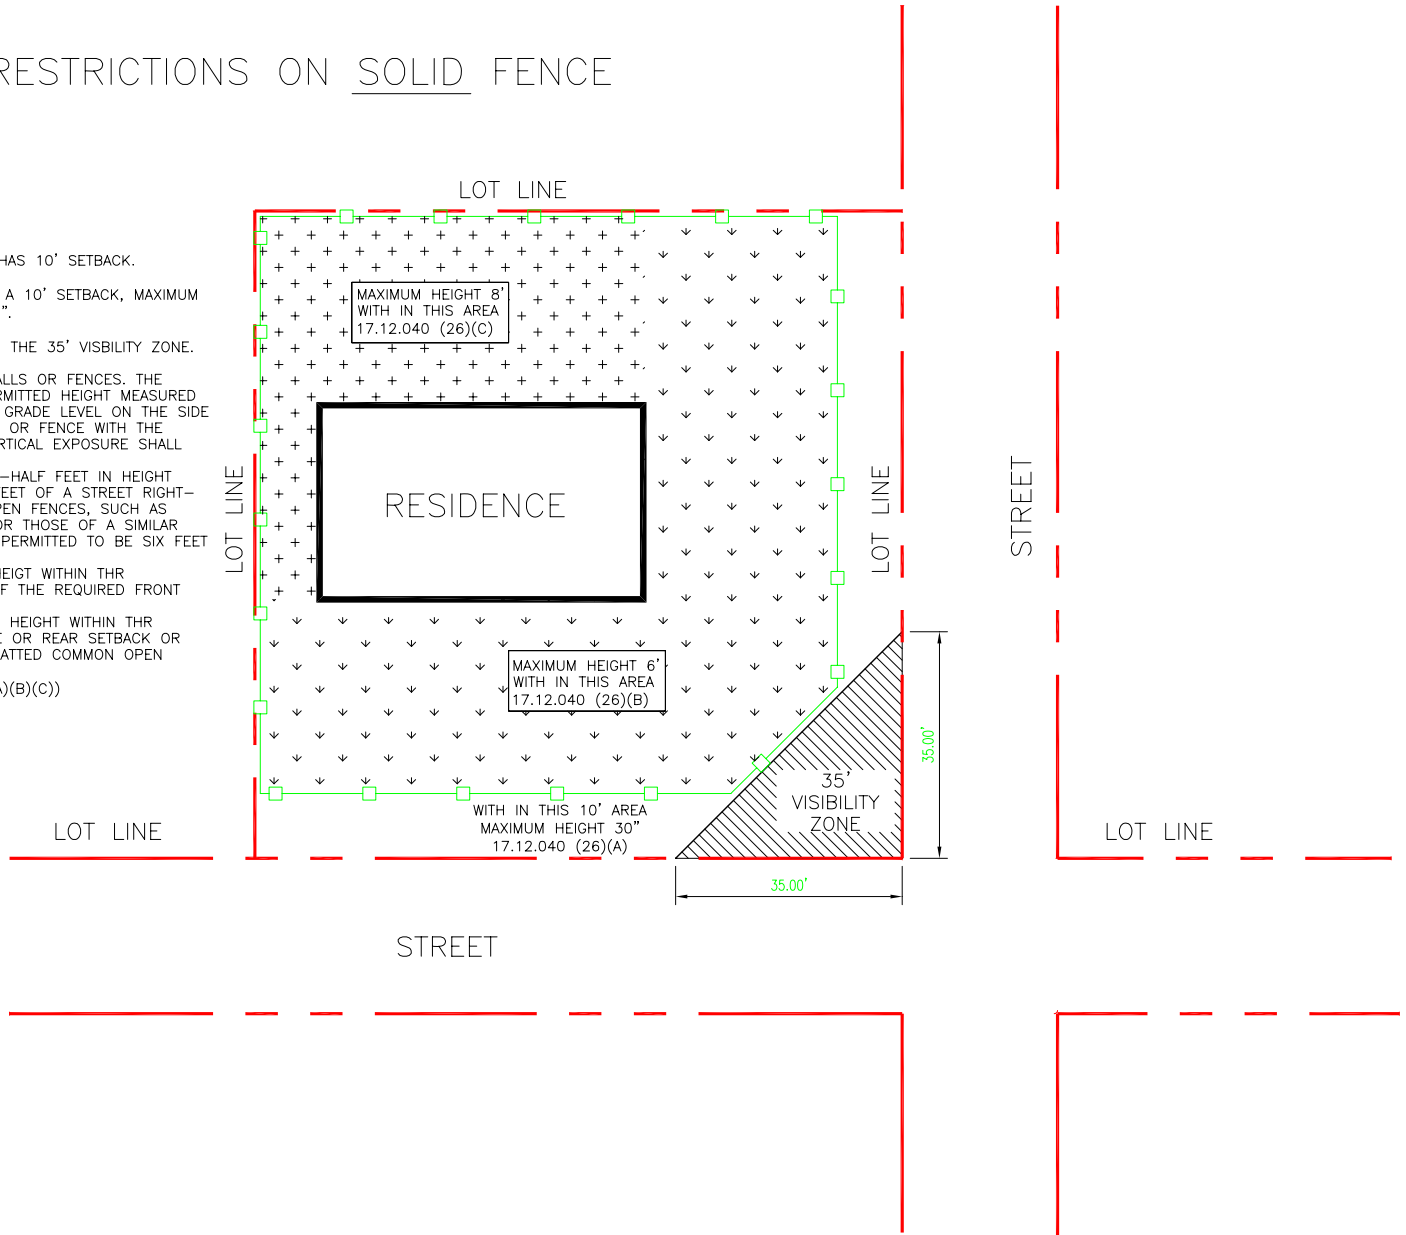 RESTRICTIONS ON SOLID FENCE
LOT LINE
HAS 10' SETBACK.
A 10' SETBACK, MAXIMUM
".
THE 35' VISBILITY ZONE.
ALLS OR FENCES. THE
RMITTED HEIGHT MEASURED
GRADE LEVEL ON THE SIDE
OR FENCE WITH THE
RTICAL EXPOSURE SHALL
-HALF FEET IN HEIGHT
FEET OF A STREET RIGHT-
PEN FENCES, SUCH AS
OR THOSE OF A SIMILAR
PERMITTED TO BE SIX FEET
HEIGT WITHIN THR
F THE REQUIRED FRONT
HEIGHT WITHIN THR
E OR REAR SETBACK OR
ATTED COMMON OPEN
A)(B)(C))
MAXIMUM HEIGHT 8'
WITH IN THIS AREA
17.12.040 (26)(C)
LOT LINE
RESIDENCE
LOT LINE
STREET
MAXIMUM HEIGHT 6'
WITH IN THIS AREA
17.12.040 (26)(B)
35.00'
35'
VISIBILITY
ZONE
WITH IN THIS 10' AREA
MAXIMUM HEIGHT 30"
17.12.040 (26)(A)
LOT LINE
LOT LINE
35.00'
STREET